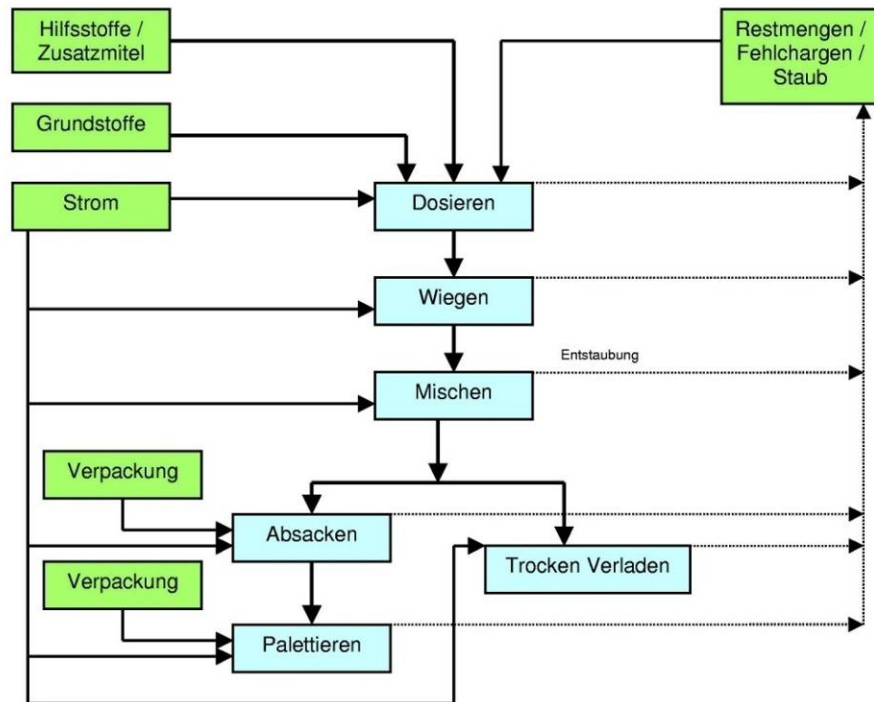 Hilfsstoffe /
Zusatzmitel
Restmengen /
Fehlchargen /
Staub
Grundstoffe
Strom
Dosieren
Wiegen
Entstaubung
Mischen
Verpackung
Absacken
Trocken Verladen
Verpackung
Palettieren